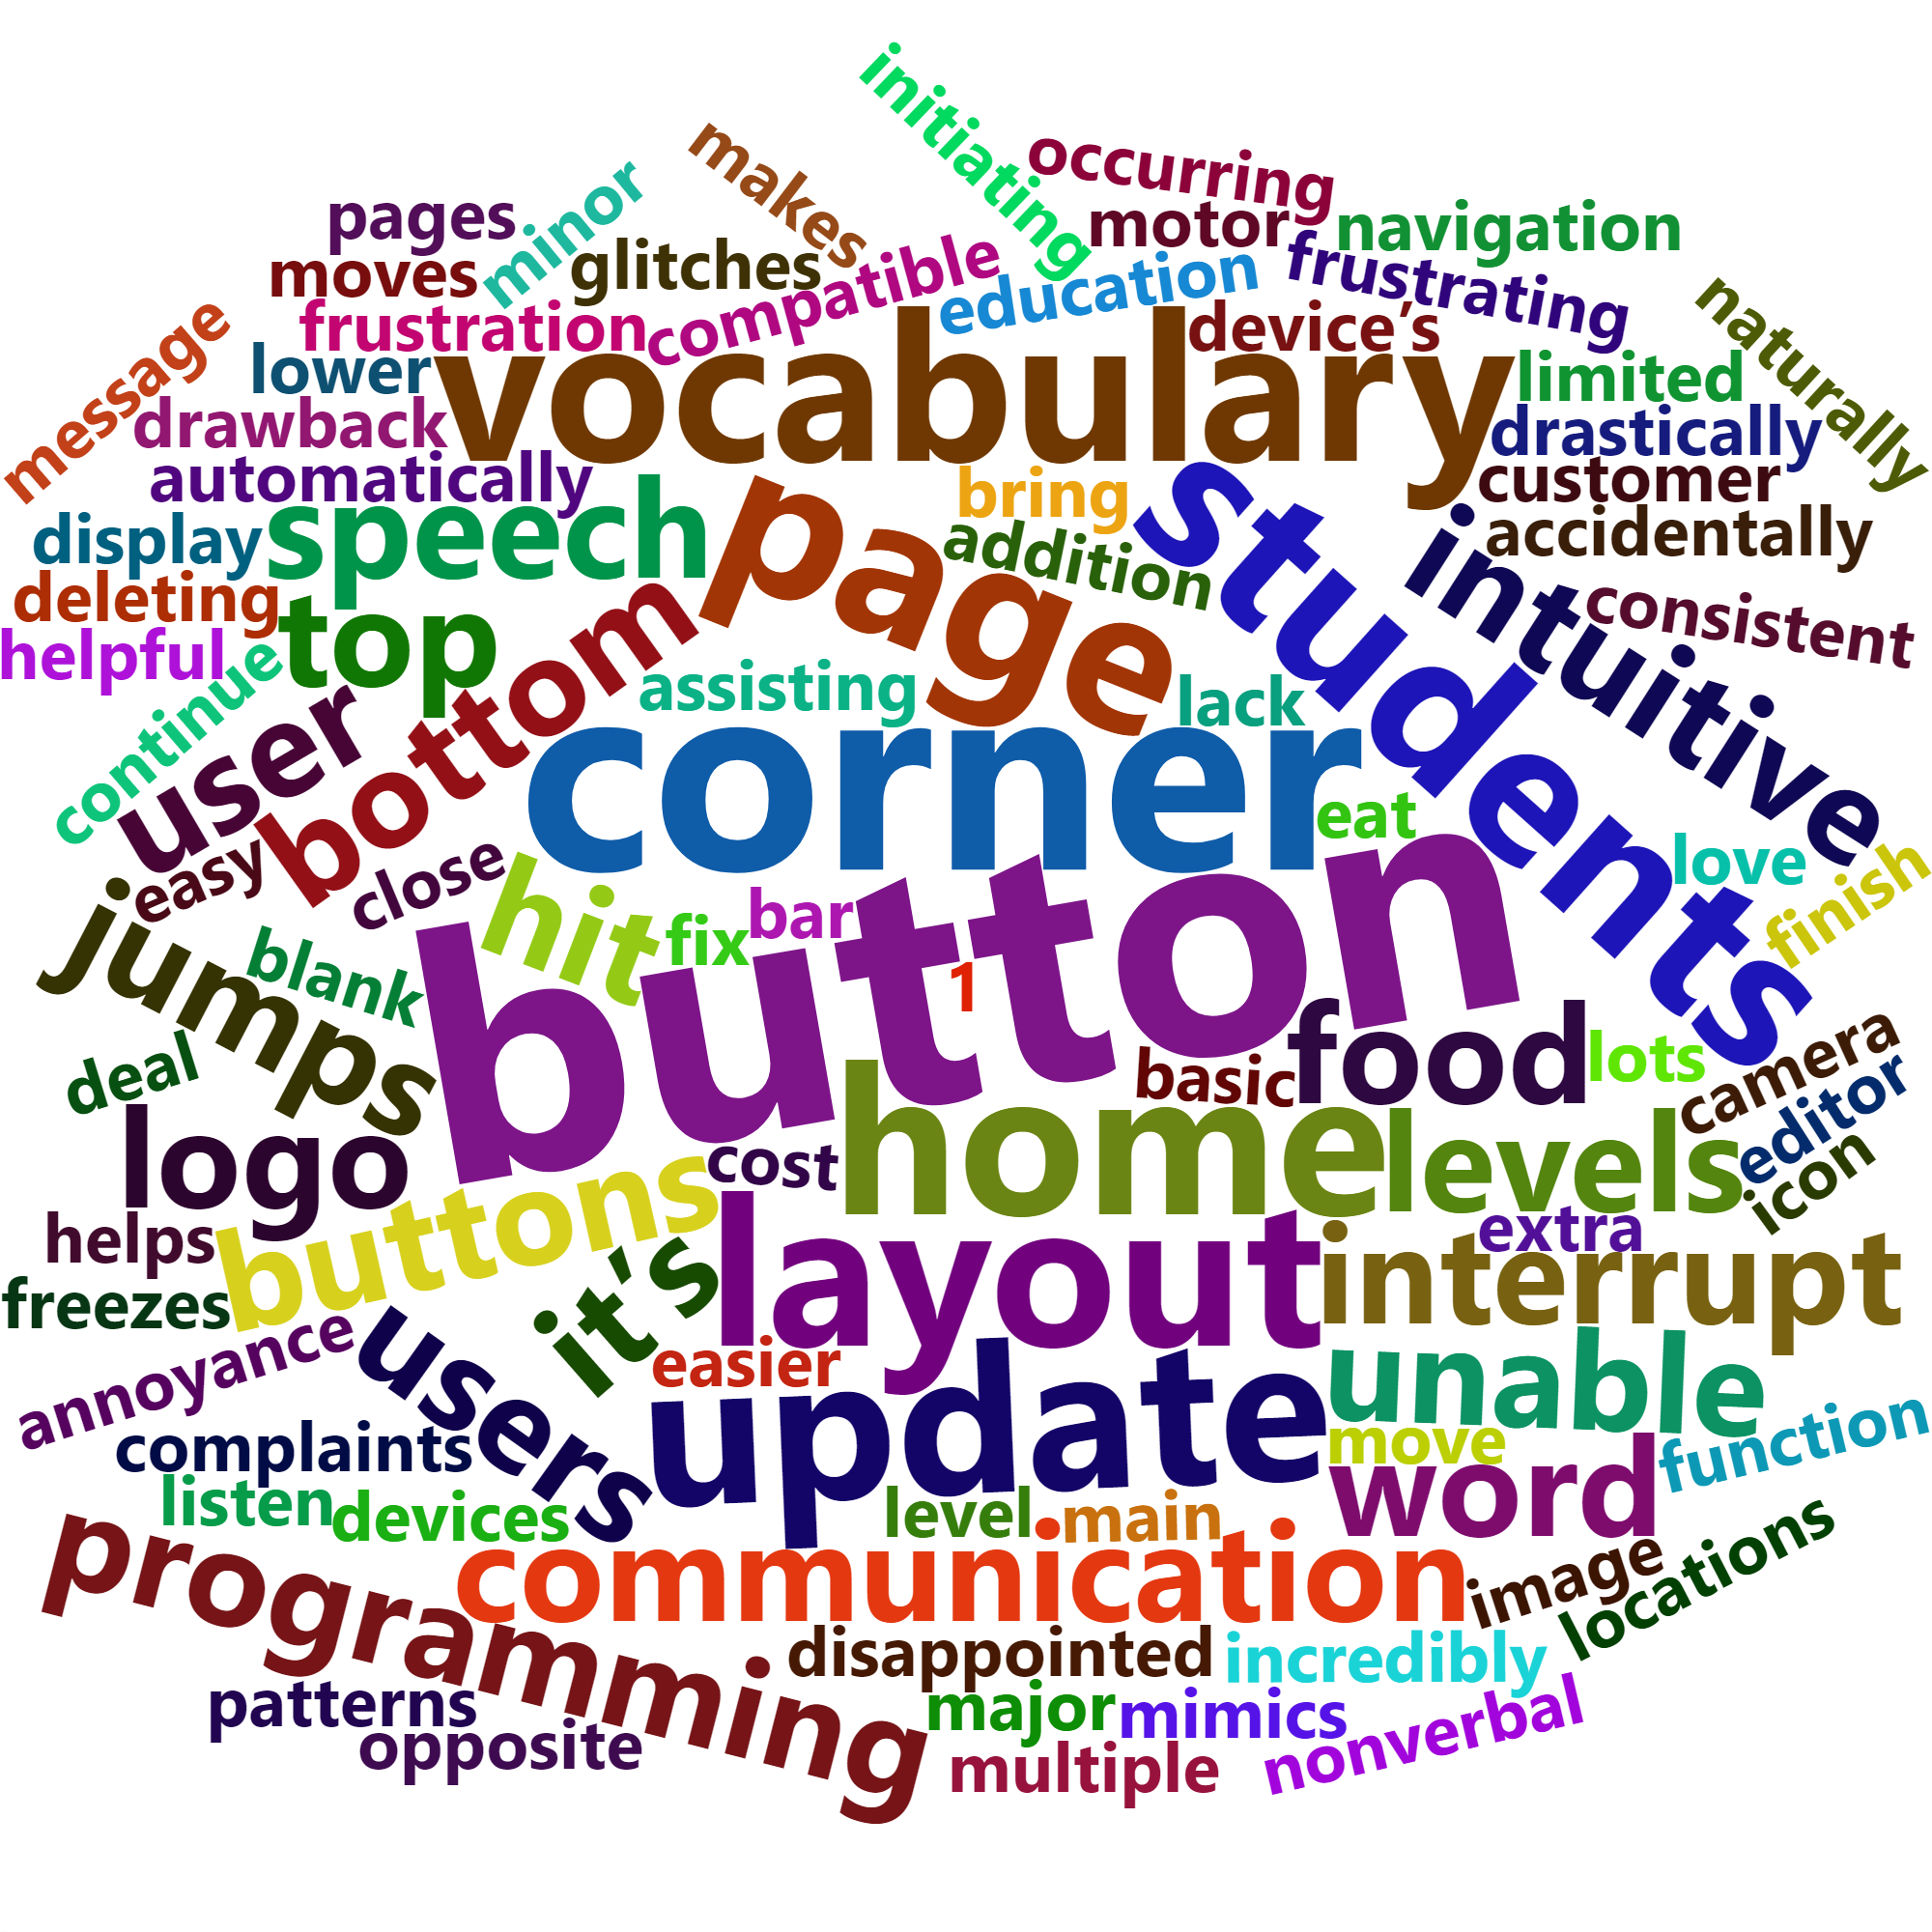 initiating
occurring
makes
minor
pages
motor
navigation
moves
glitches
compatible
education
frustrating
naturally
message
frustration
device's
lower
vocabulary
limited
drawback
drastically
automatically
bring
students
customer
display
speech
page
addition
intuitive
accidentally
deleting
top
bottom
consistent
helpful
continue
user
assisting
lack
corner
eat
easy
close
love
finish
jumps
hit
fix
bar
button
blank
1
deal
basic
food
lots
camera
logo
cost
home
levels
editor
icon
helps
buttons
it's
layout
extra
interrupt
freezes
annoyance
users
easier
update
unable
complaints
move
function
listen
devices
level
main
word
programming
communication
image
locations
disappointed
incredibly
patterns
major
mimics
nonverbal
opposite
multiple